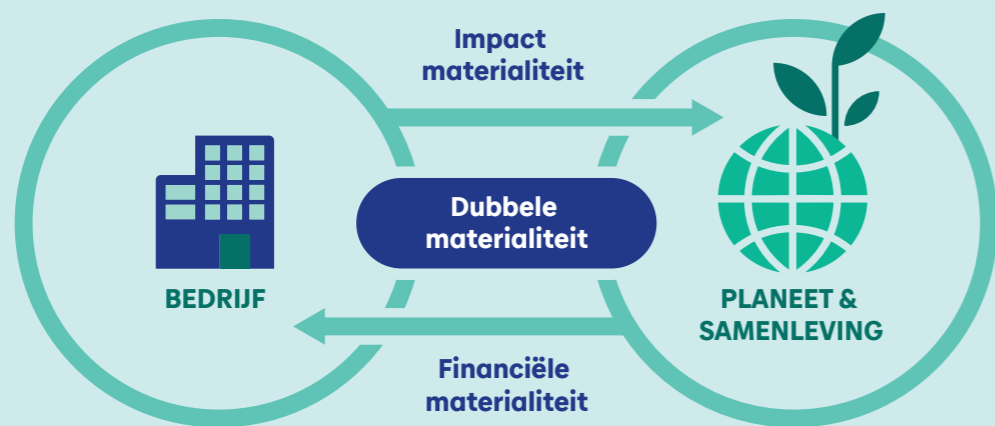 Impact
materialiteit
Dubbele
materialiteit
BEDRIJF
PLANEET &
SAMENLEVING
Financiële
materialiteit